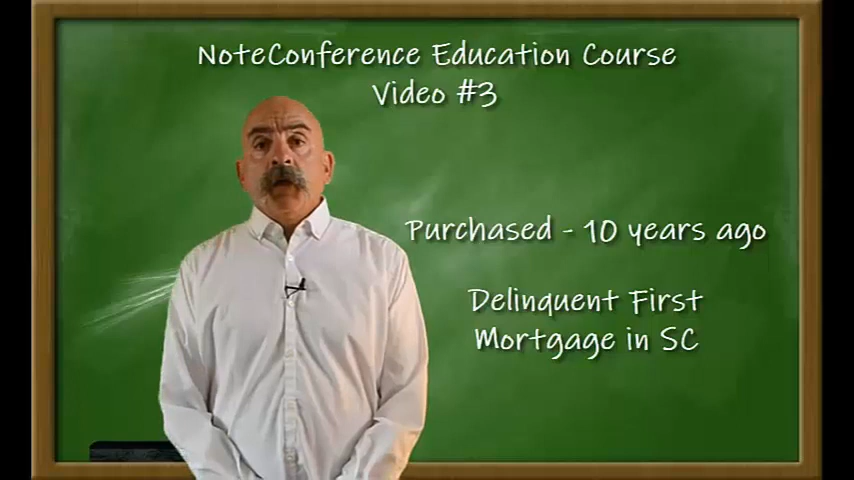 NoteConference Education Course
Video #3
Purchased - 10 years ago
Delinquent First
Mortgage in SC